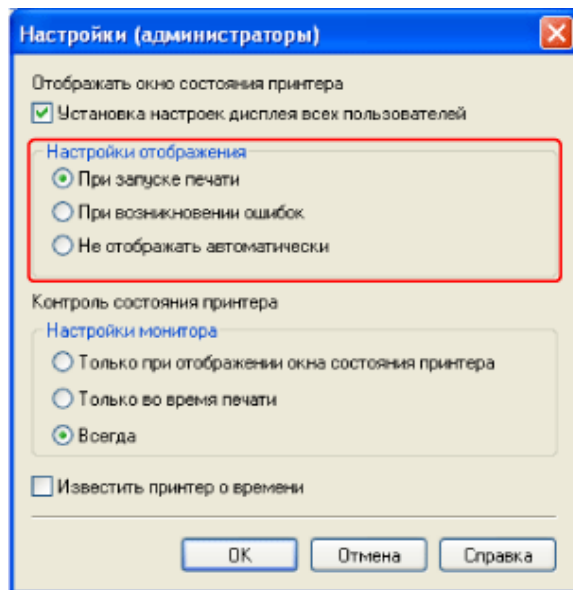 Настройки (администраторы)
Отображать окно состояния принтера
Установка настроек дисплея всех пользователей
Настройки отображения
При запуске печати
При возникновении ошибок
Не отображать автоматически
Контроль состояния принтера
Настройки монитора
Только при отображении окна состояния принтера
Только во время печати
Всегда
Известить принтер о времени
OK Отмена Справка